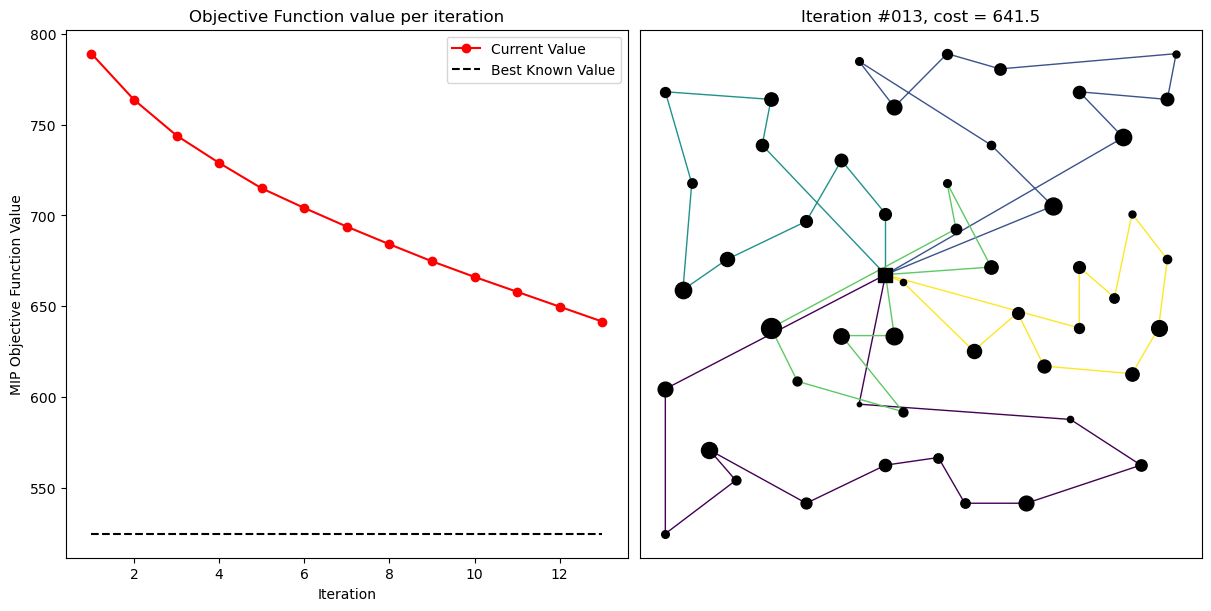 Objective Function value per iteration
Current Value
Best Known Value
MIP Objective Function Value
800
750
700
650
600
550
2 4 6 8 10 12
Iteration
Iteration #013, cost = 641.5